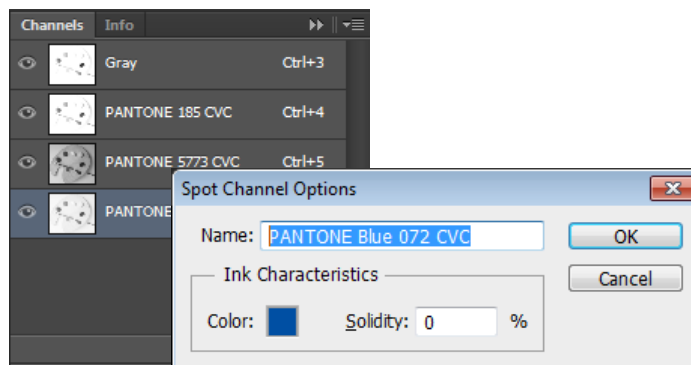 Channels Info
Gray Ctrl+3
PANTONE 185 CVC Ctrl+4
PANTONE 5773 CVC Ctrl+5
PANTONE
Spot Channel Options
Name: PANTONE Blue 072 CVC OK
Ink Characteristics Cancel
Color: Solidity: 0 %